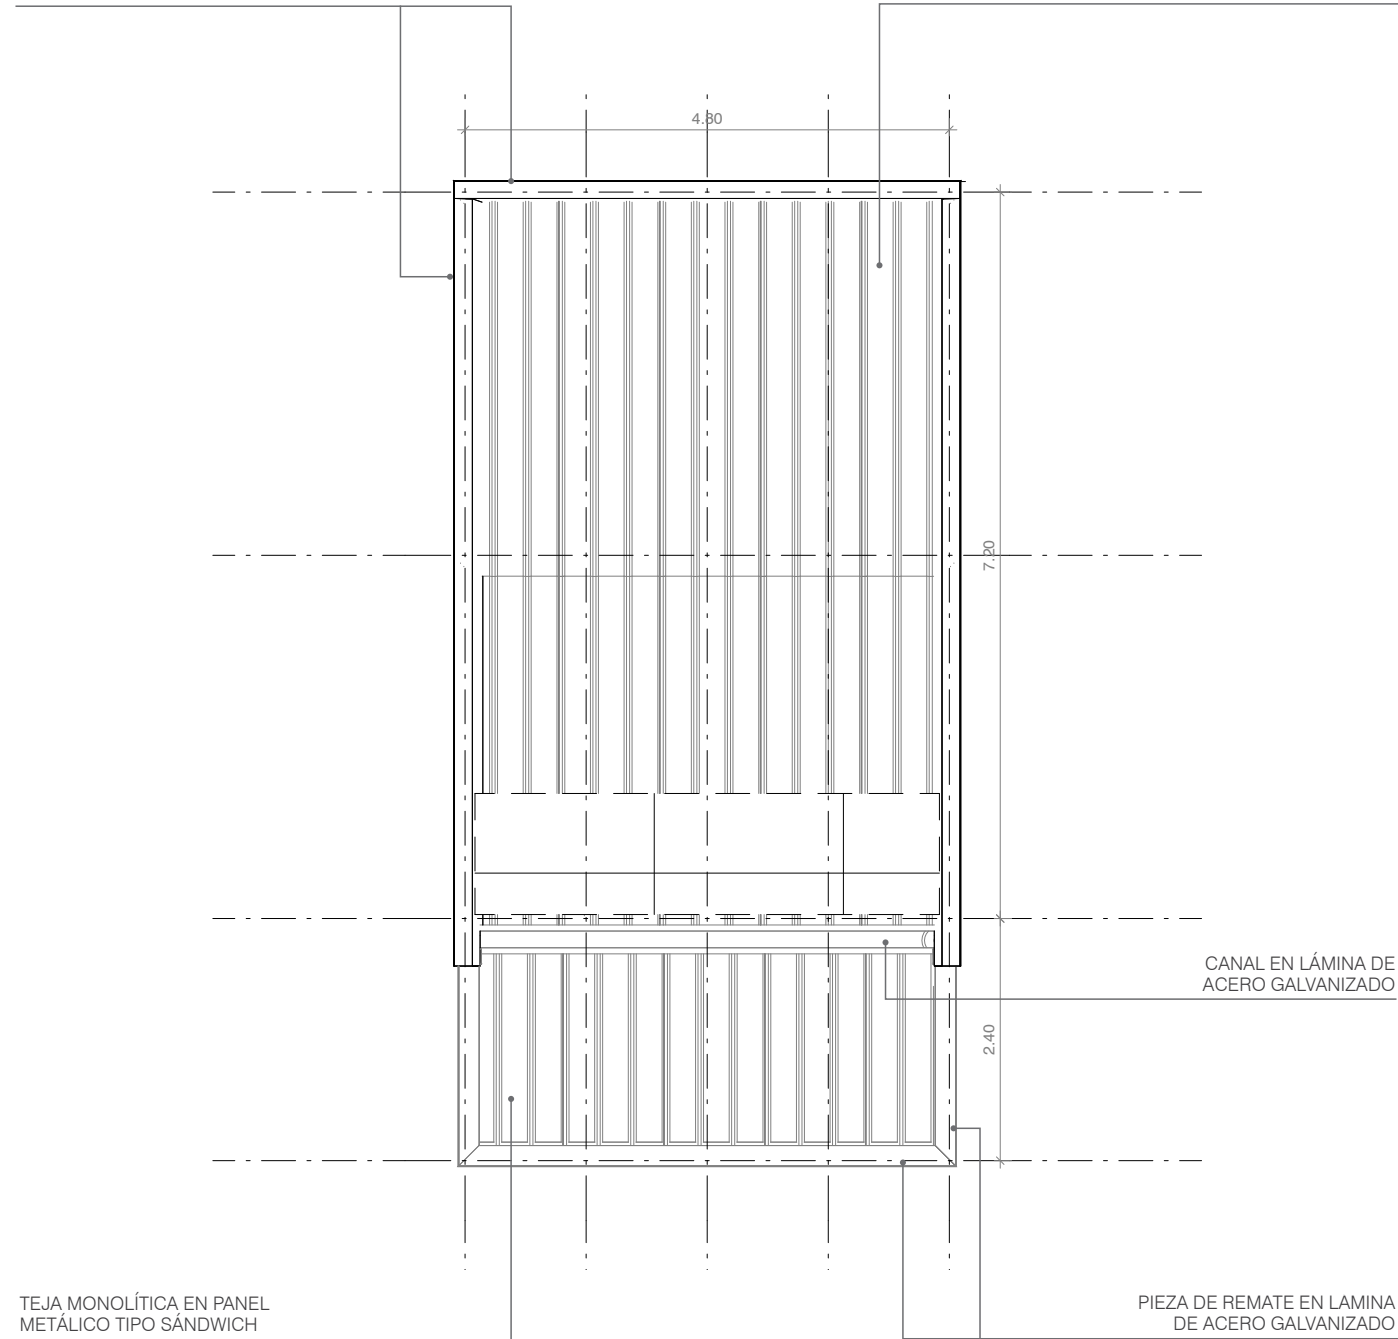 4.80
7.20
CANAL EN LÁMINA DE
ACERO GALVANIZADO
2.40
TEJA MONOLÍTICA EN PANEL
METÁLICO TIPO SÁNDWICH
PIEZA DE REMATE EN LAMINA
DE ACERO GALVANIZADO